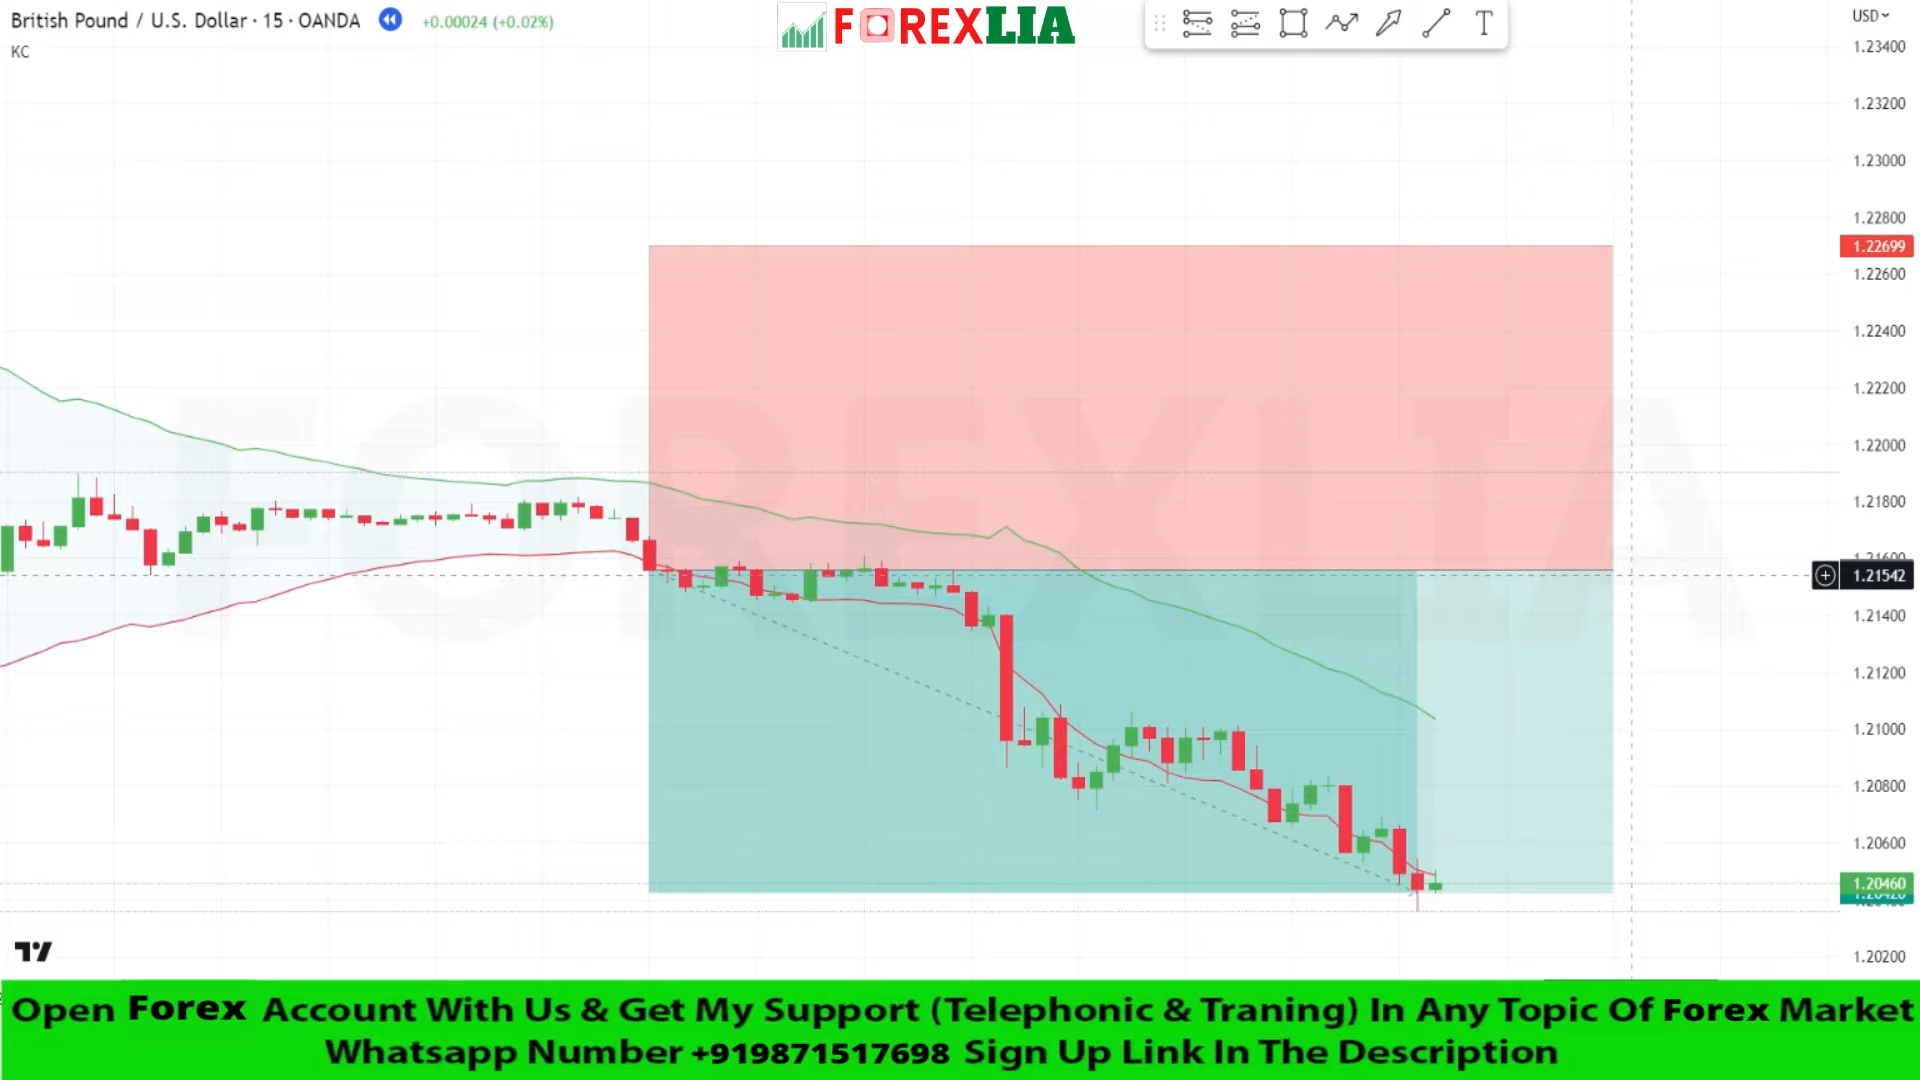 British Pound / U.S. Dollar · 15 · OANDA +0.00024 (+0.02%)
KC
FOREXLIA
T
USD
1.23400
1.23200
1.23000
1.22800
1.22699
1.22600
1.22400
1.22200
1.22000
1.21800
1.21600
1.21542
1.21400
1.21200
1.21000
1.20800
1.20600
1.20460
1.20200
FOREXLIA
Open Forex Account With Us & Get My Support (Telephonic & Traning) In Any Topic Of Forex Market
Whatsapp Number +919871517698 Sign Up Link In The Description